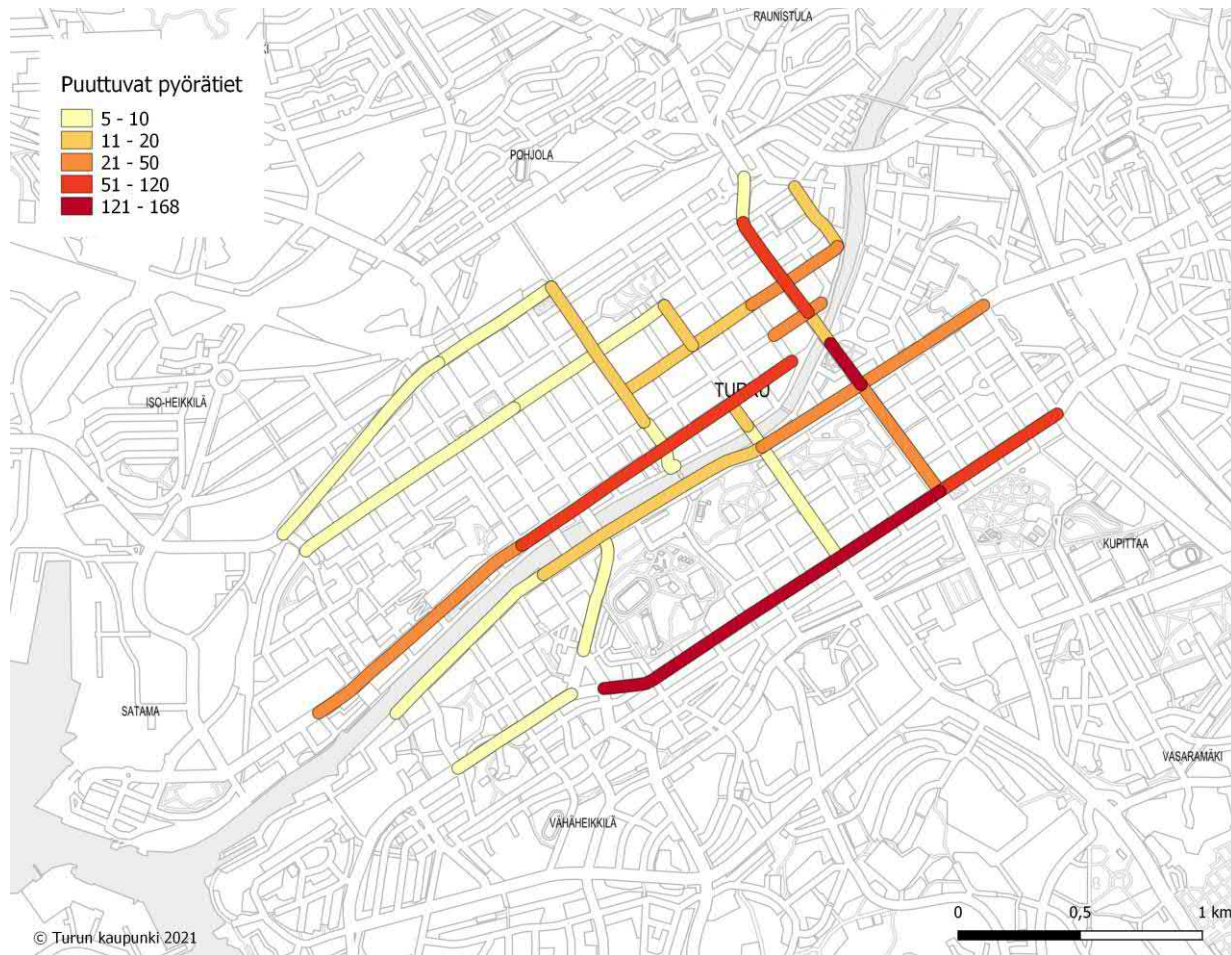 RAUNISTULA
Puuttuvat pyörätiet
5 - 10
11 - 20
21 - 50
51 - 120
121 - 168
POHJOLA
ISO-HEIKKILÄ
TURKU
KUPITTAA
SATAMA
VASARAMÄKI
VÄHÄHEIKKILÄ
0 0,5 1 km
© Turun kaupunki 2021